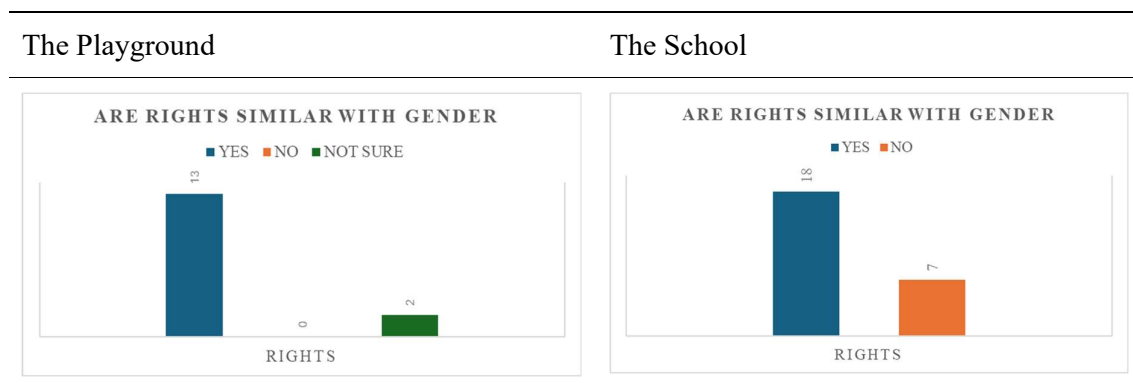 The Playground
The School
ARE RIGHTS SIMILAR WITH GENDER
YES NO NOT SURE
13
0
2
RIGHTS
ARE RIGHTS SIMILAR WITH GENDER
YES NO
18
7
RIGHTS